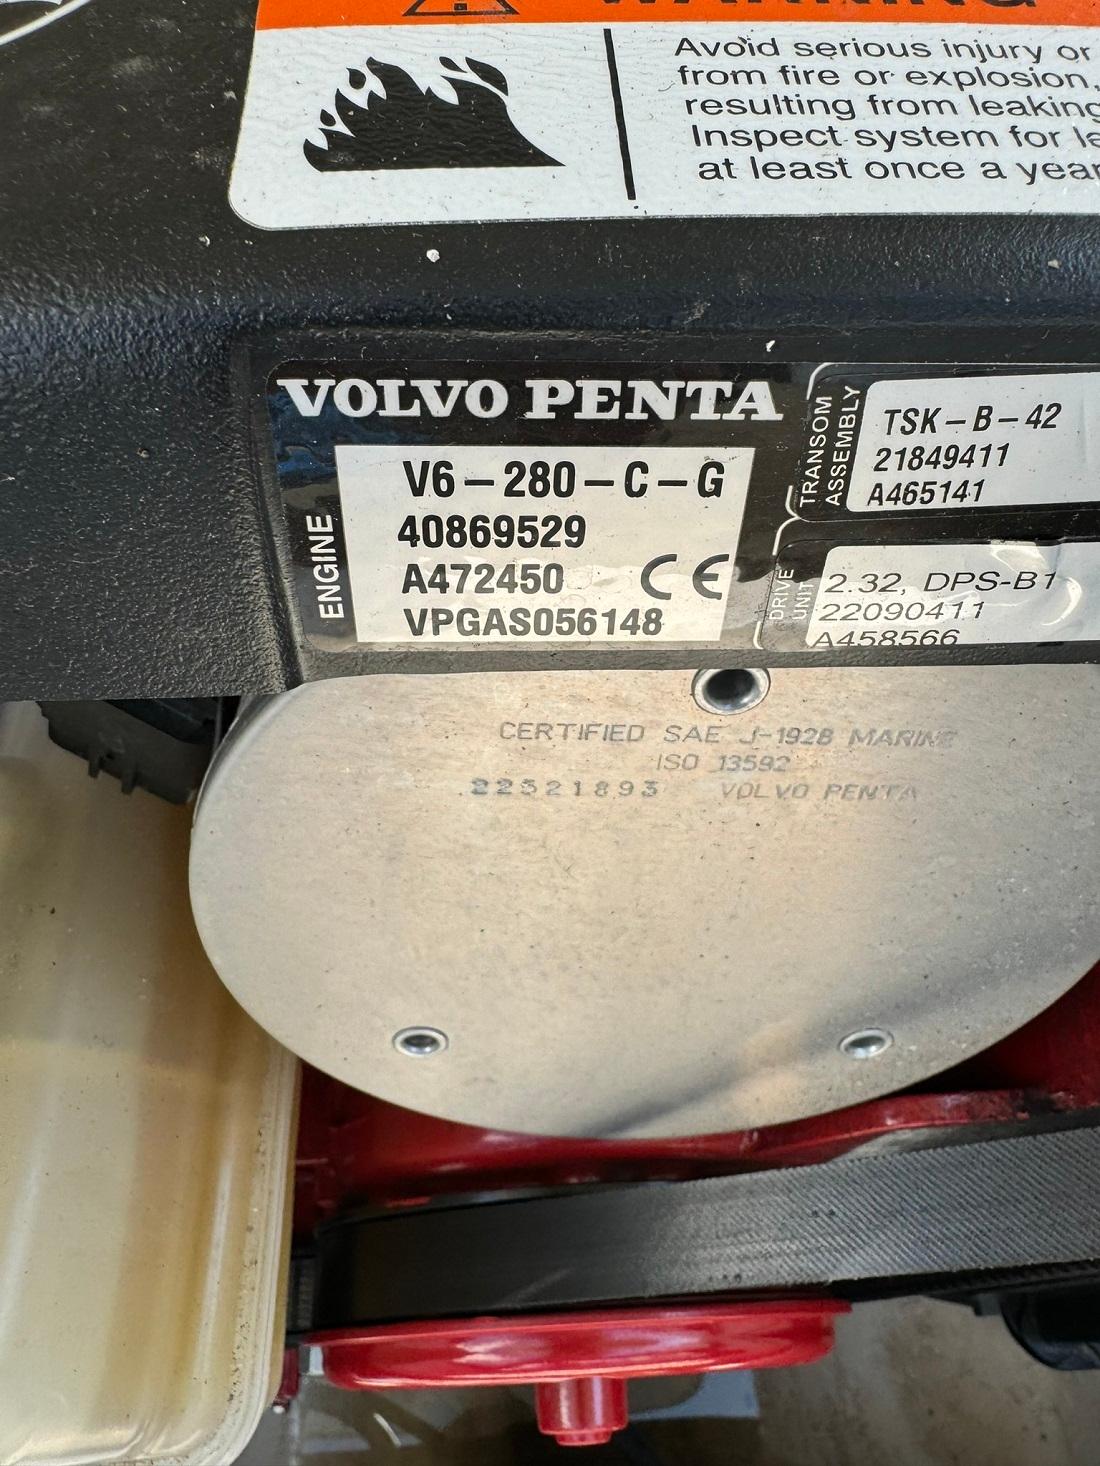 WARNING
Avoid serious injury or
from fire or explosion,
resulting from leaking
Inspect system for
at least once a year
VOLVO PENTA
ENGINE
V6-280-C-G
40869529
A472450 CE
VPGAS056148
TRANSOM
ASSEMBLY
TSK-B-42
21849411
A465141
DRIVE
UNIT
2.32, DPS-B1
22090411
A458566
CERTIFIED SAE J-1928 MARINE
ISO 13592
22321893 VOLVO PENTA